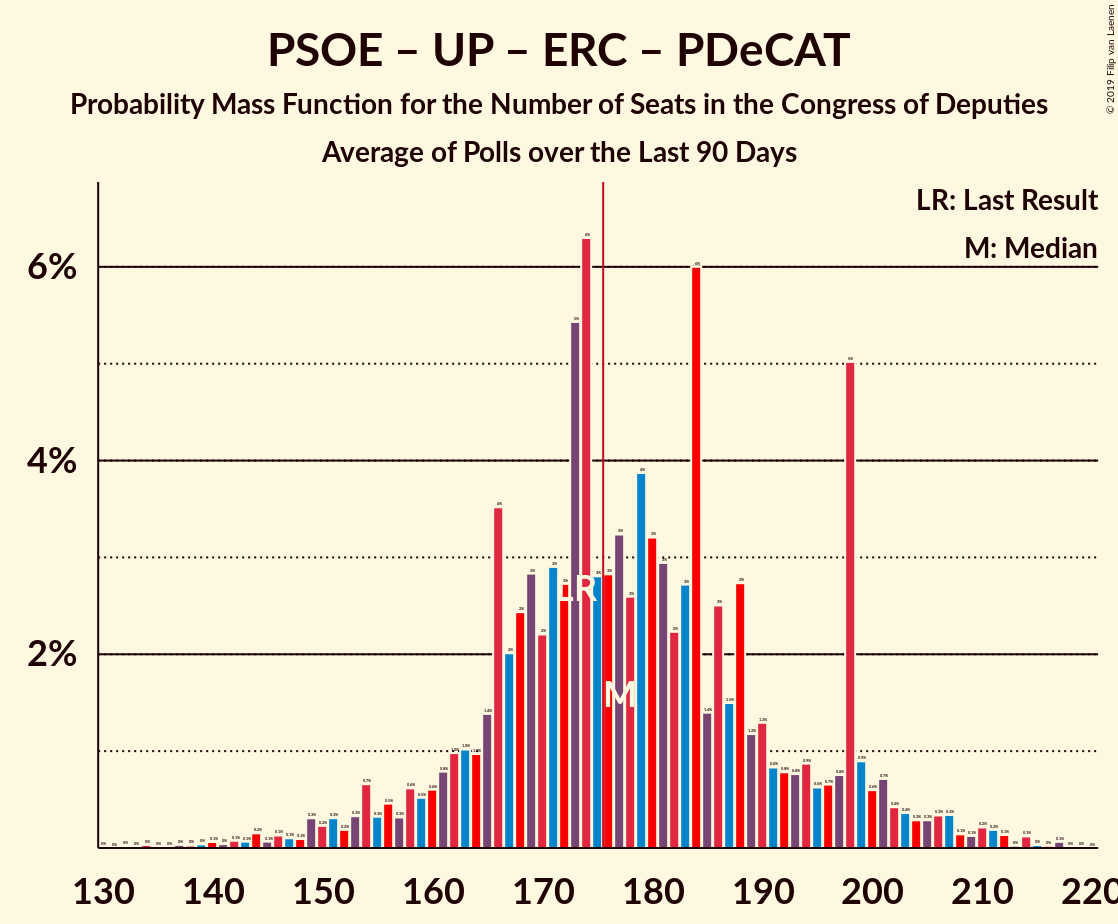 PSOE – UP – ERC – PDeCAT
Probability Mass Function for the Number of Seats in the Congress of Deputies
Average of Polls over the Last 90 Days
© 2019 Filip van Laenen
LR: Last Result
M: Median
6%
4%
2%
LR
M
130 140 150 160 170 180 190 200 210 220